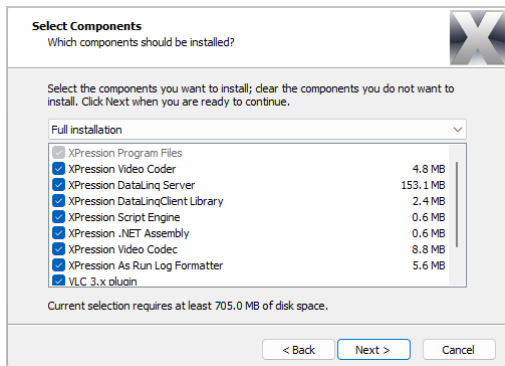 Select Components
Which components should be installed?
Select the components you want to install; clear the components you do not want to
install. Click Next when you are ready to continue.
Full installation
XPression Program Files
XPression Video Coder 4.8 MB
XPression DataLinq Server 153.1 MB
XPression DataLinqClient Library 2.4 MB
XPression Script Engine 0.6 MB
XPression .NET Assembly 0.6 MB
XPression Video Codec 8.8 MB
XPression As Run Log Formatter 5.6 MB
VLC 3.x plugin
Current selection requires at least 705.0 MB of disk space.
< Back Next > Cancel